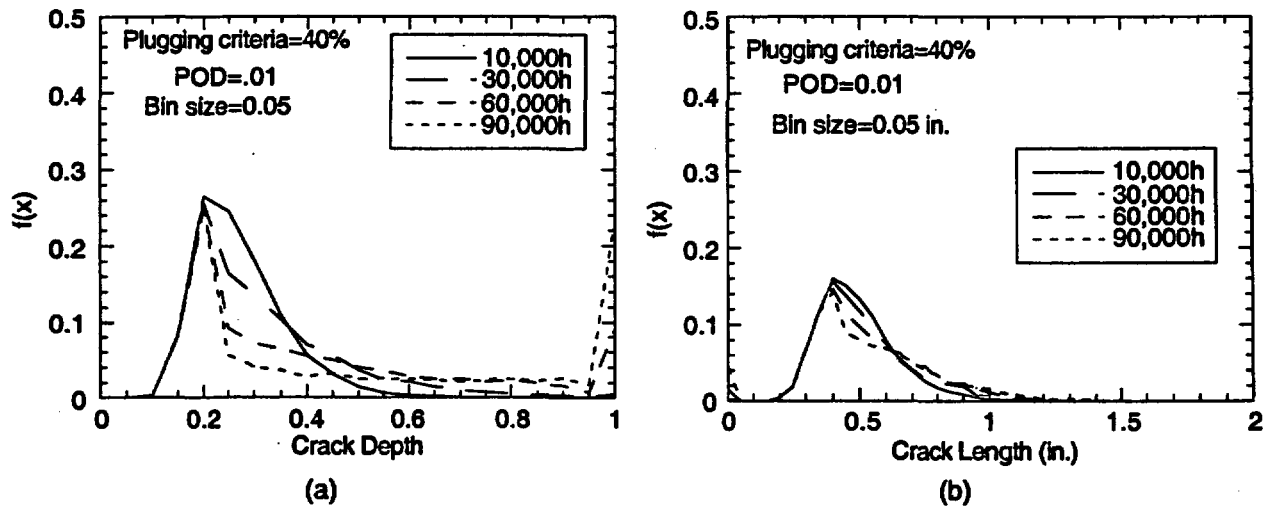 Plugging criteria=40%
POD=.01
Bin size=0.05
10,000h
30,000h
60,000h
90,000h
0.5
0.4
0.3
0.2
0.1
0
f(x)
0
0.2
0.4
0.6
0.8
1
Crack Depth
(a)
Plugging criteria=40%
POD=0.01
Bin size=0.05 in.
10,000h
30,000h
60,000h
90,000h
0.5
0.4
0.3
0.2
0.1
0
f(x)
0
0.5
1
1.5
2
Crack Length (in.)
(b)